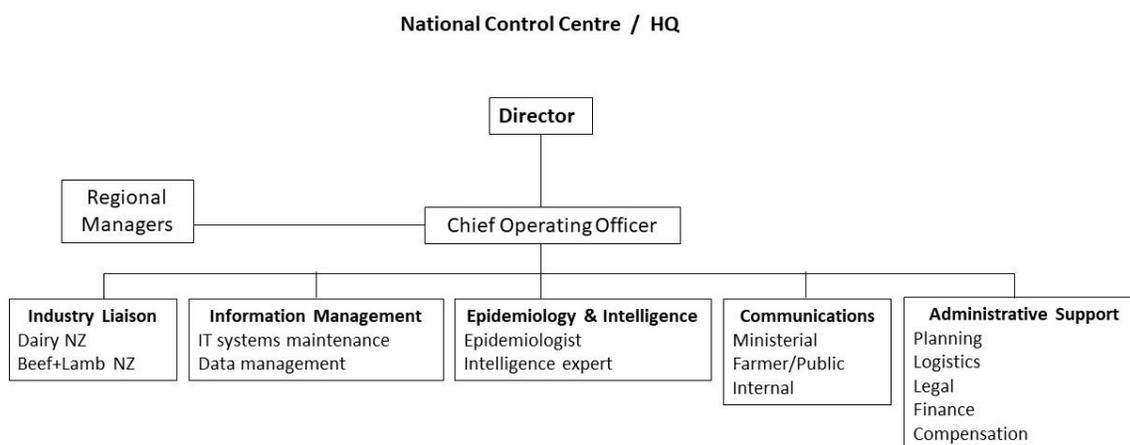 National Control Centre / HQ
Director
Regional
Managers
Chief Operating Officer
Industry Liaison
Dairy NZ
Beef+Lamb NZ
Information Management
IT systems maintenance
Data management
Epidemiology & Intelligence
Epidemiologist
Intelligence expert
Communications
Ministerial
Farmer/Public
Internal
Administrative Support
Planning
Logistics
Legal
Finance
Compensation